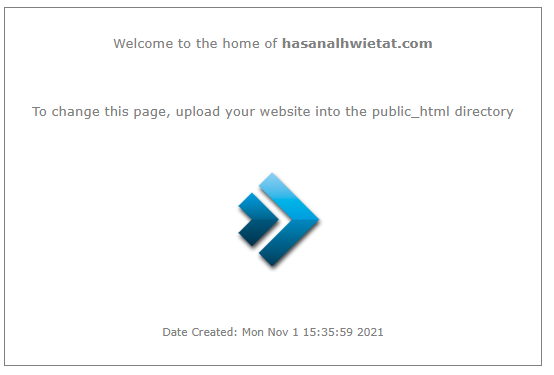 Welcome to the home of hasanalhwietat.com
To change this page, upload your website into the public_html directory
Date Created: Mon Nov 1 15:35:59 2021